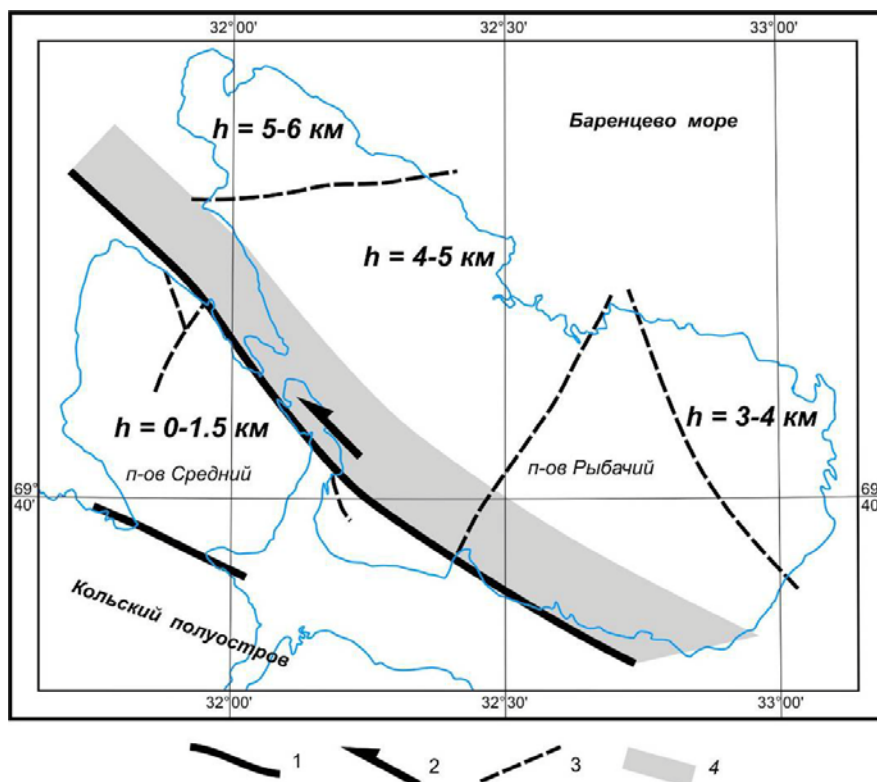 32°00' 32°30' 33°00'
h = 5-6 км
Баренцево море
h = 4-5 км
h = 3-4 км
h = 0-1.5 км
п-ов Средний
п-ов Рыбачий
69° 69°
40' 40'
Кольский полуостров
32°00' 32°30' 33°00'
1 2 3 4